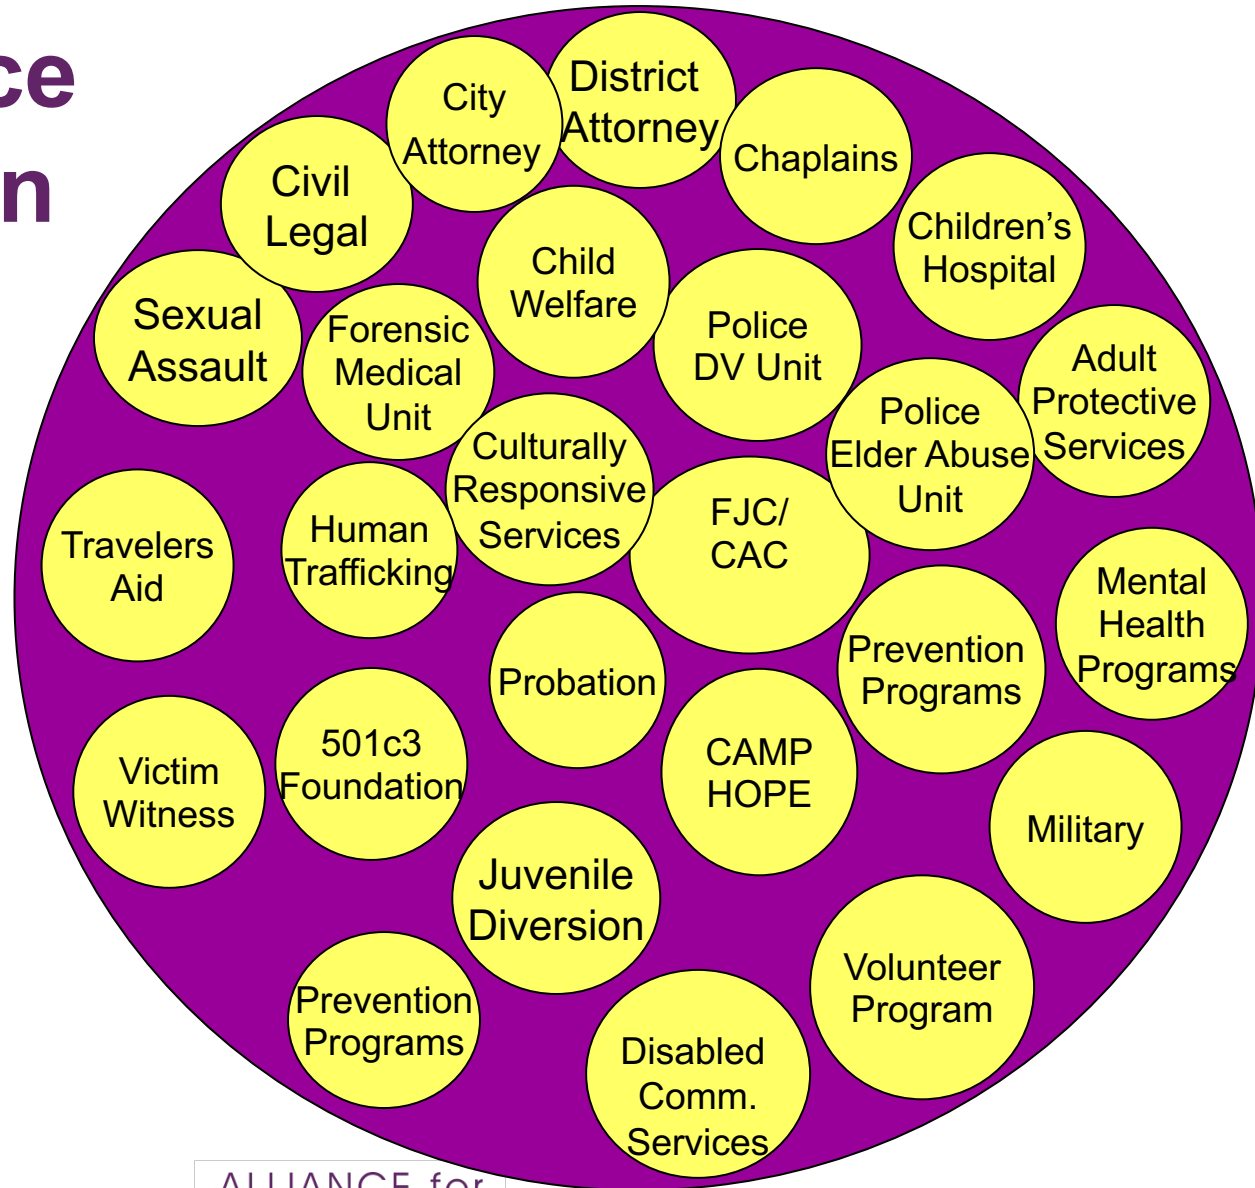 ce
n
City
Attorney
District
Attorney
Chaplains
Civil
Legal
Children’s
Hospital
Child
Welfare
Sexual
Assault
Forensic
Medical
Unit
Police
DV Unit
Adult
Protective
Services
Police
Elder Abuse
Unit
Culturally
Responsive
Services
FJC/
CAC
Travelers
Aid
Human
Trafficking
Mental
Health
Programs
Prevention
Programs
Probation
501c3
Foundation
CAMP
HOPE
Victim
Witness
Military
Juvenile
Diversion
Volunteer
Program
Prevention
Programs
Disabled
Comm.
Services
ALLIANCE for